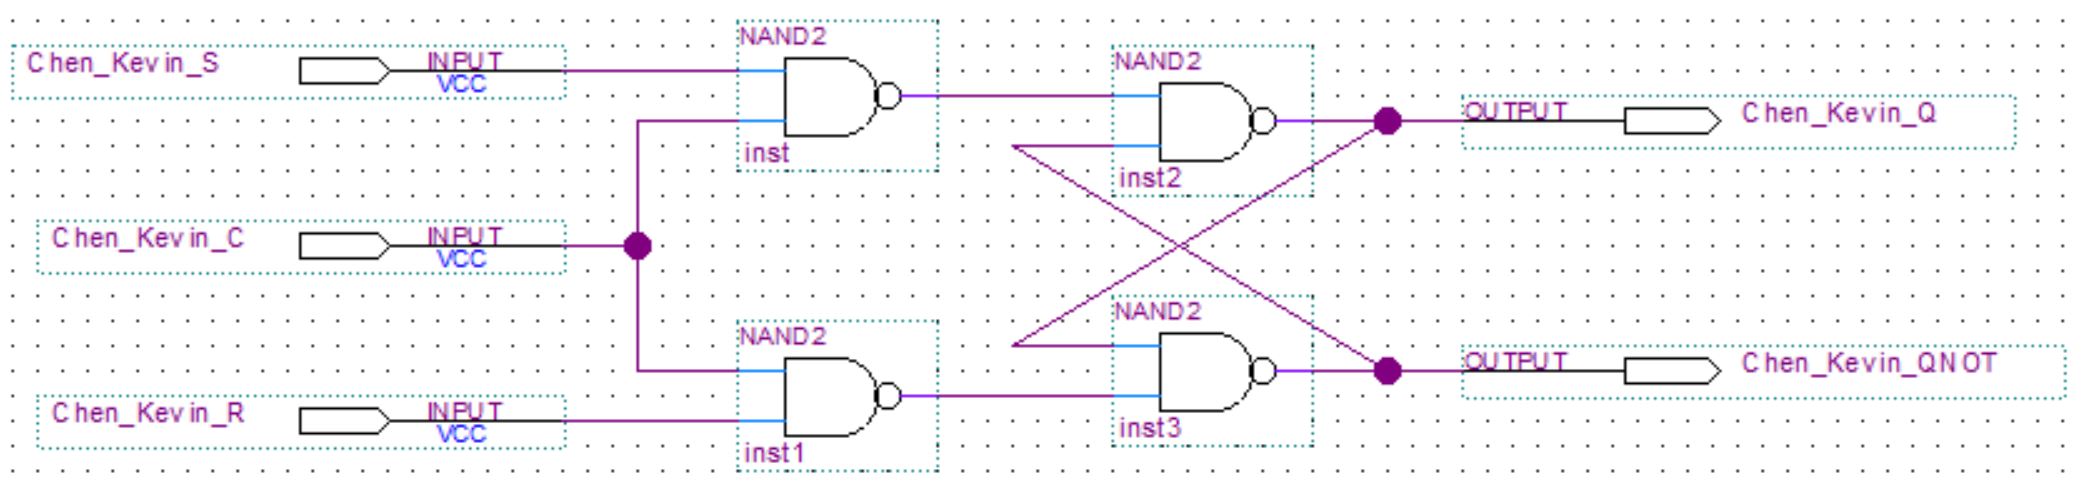 NAND2
Chen_Kevin_S INPUT
VCC
NAND2
OUTPUT Chen_Kevin_Q
inst
inst2
Chen_Kevin_C INPUT
VCC
NAND2
NAND2
OUTPUT Chen_Kevin_QNOT
Chen_Kevin_R INPUT
VCC
inst3
inst1